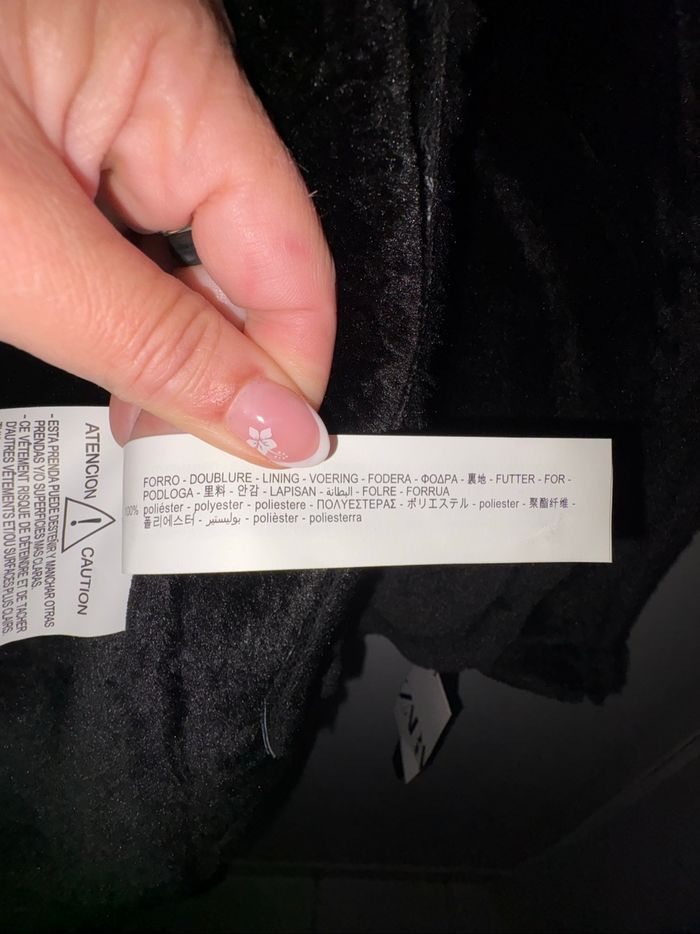 FORRO - DOUBLURE - LINING - VOERING - FODERA - ΦΟΔΡΑ - 裏地 - FUTTER - FOR -
PODLOGA - 里料 - 안감 - LAPISAN - البطانة - FOLRE - FORRUA
100% poliéster - polyester - poliestere - ΠΟΛΥΕΣΤΕΡΑΣ - ポリエステル - poliester - 聚酯纤维 -
폴리에스터 - بوليستير - polièster - poliesterra
ATENCION CAUTION
- ESTA PRENDA PUEDE DESTEÑIR Y MANCHAR OTRAS
PRENDAS Y/O SUPERFICIES MAS CLARAS.
- CE VÊTEMENT RISQUE DE DÉTEINDRE ET DE TACHER
D'AUTRES VÊTEMENTS ET/OU SURFACES PLUS CLAIRS.